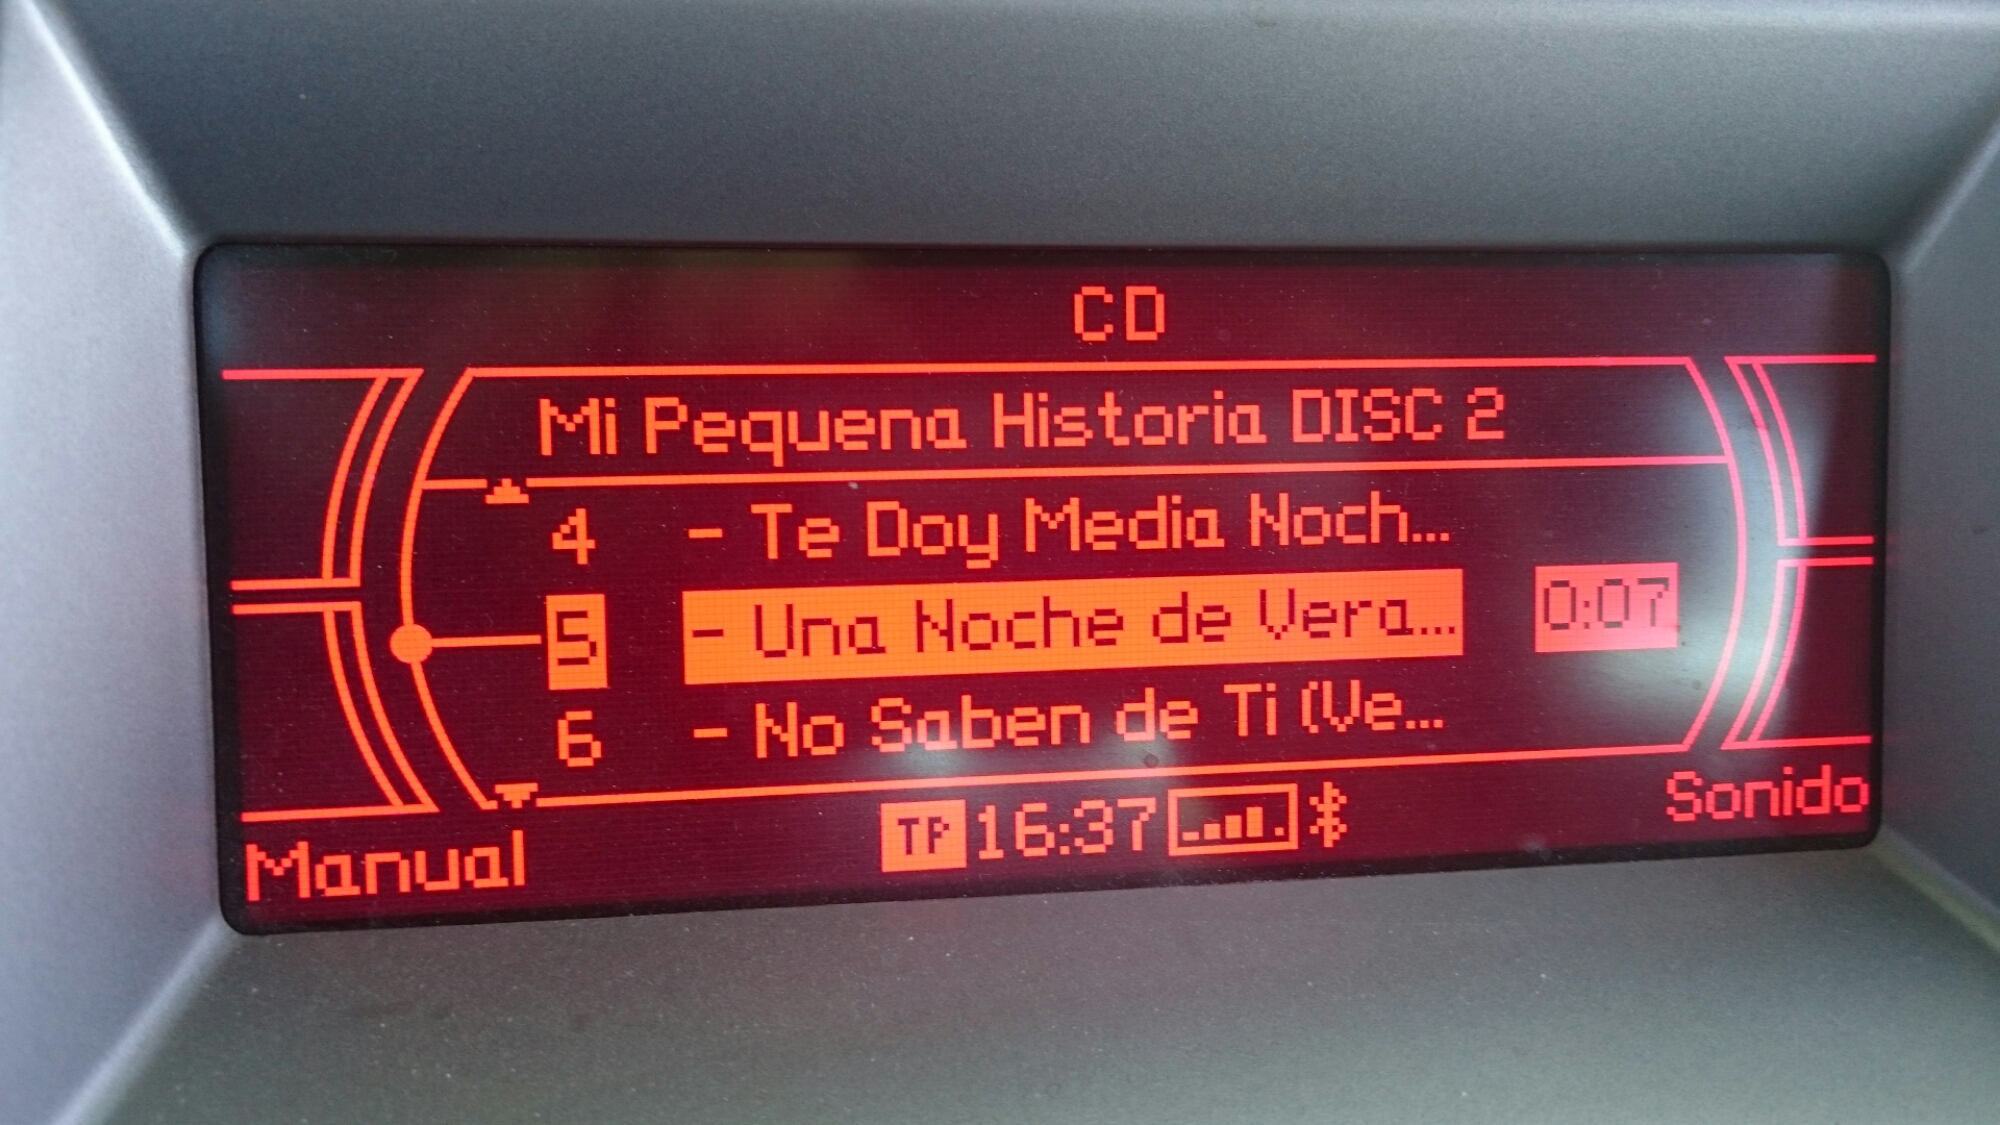 CD
Mi Pequena Historia DISC 2
4 - Te Doy Media Noch...
5 - Una Noche de Vera... 0:07
6 - No Saben de Ti (Ve...
Manual TP 16:37 Sonido